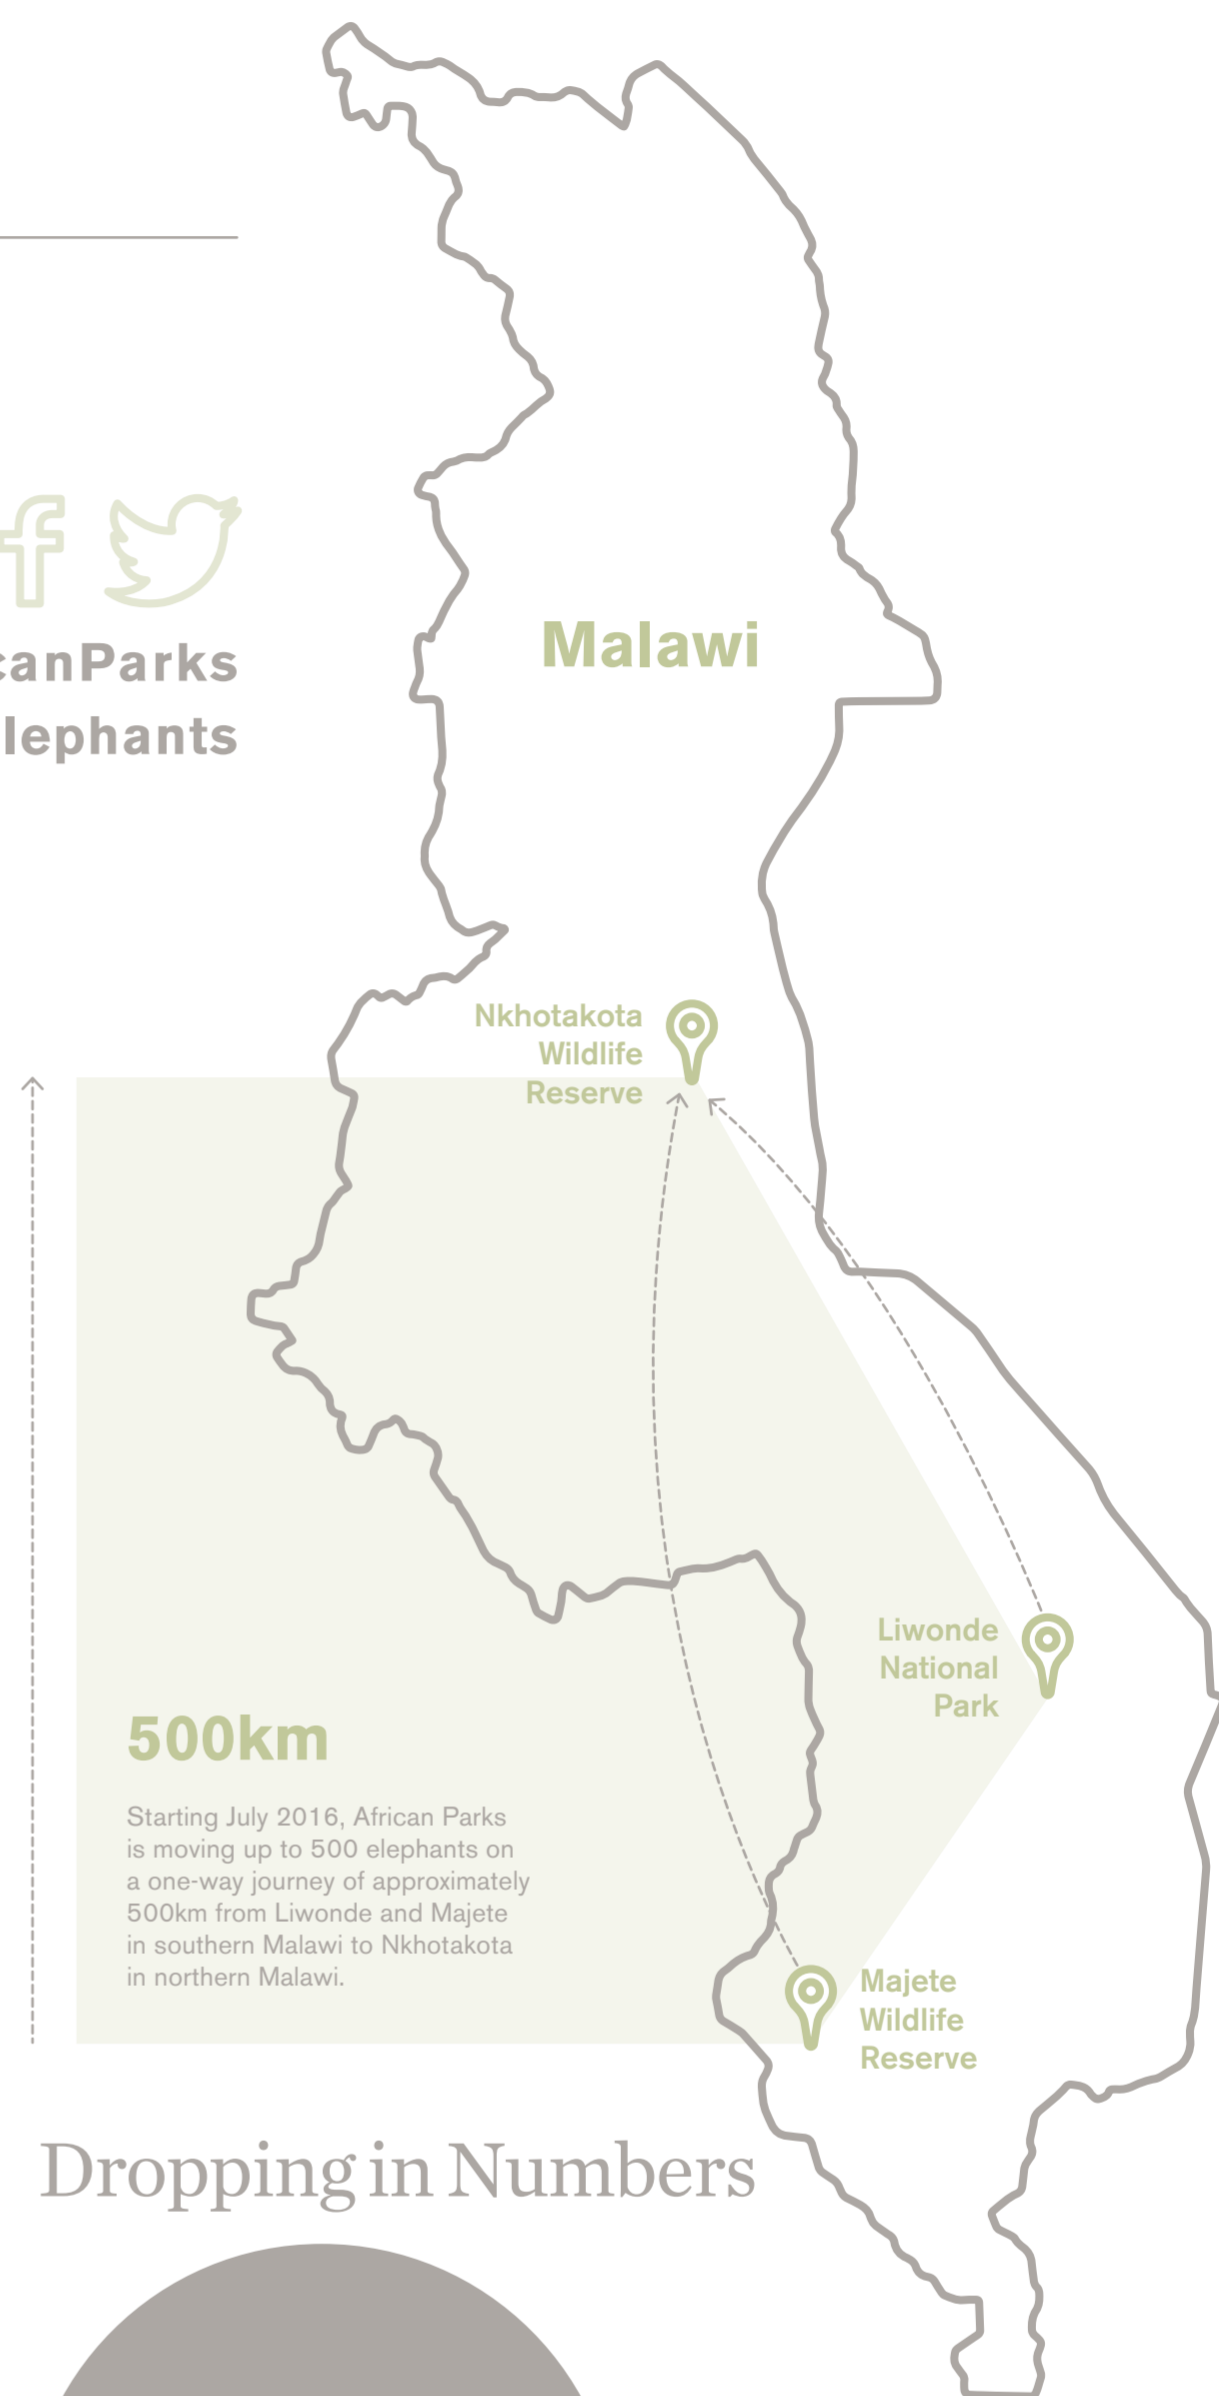 canParks
lephants
Malawi
Nkhotakota
Wildlife
Reserve
Liwonde
National
Park
500km
Starting July 2016, African Parks
is moving up to 500 elephants on
a one-way journey of approximately
500km from Liwonde and Majete
in southern Malawi to Nkhotakota
in northern Malawi.
Majete
Wildlife
Reserve
Dropping in Numbers